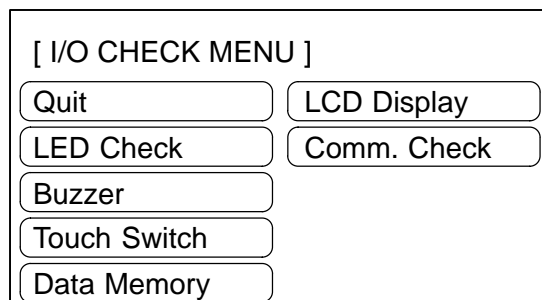 [ I/O CHECK MENU ]
Quit
LCD Display
LED Check
Comm. Check
Buzzer
Touch Switch
Data Memory